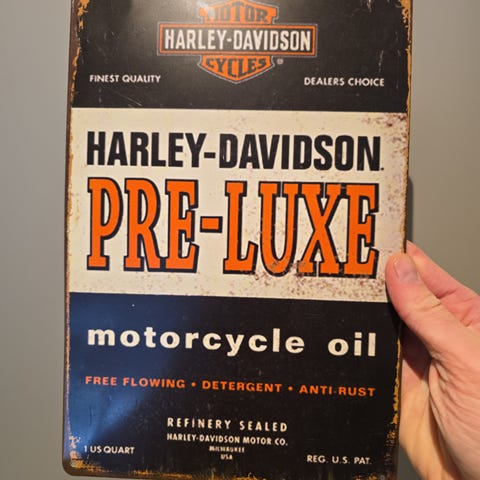 MOTOR
HARLEY-DAVIDSON
CYCLES®
FINEST QUALITY
DEALERS CHOICE
HARLEY-DAVIDSON.
PRE-LUXE
motorcycle oil
FREE FLOWING • DETERGENT • ANTI-RUST
REFINERY SEALED
HARLEY-DAVIDSON MOTOR CO.
MILWAUKEE
USA
1 US QUART
REG. U.S. PAT.